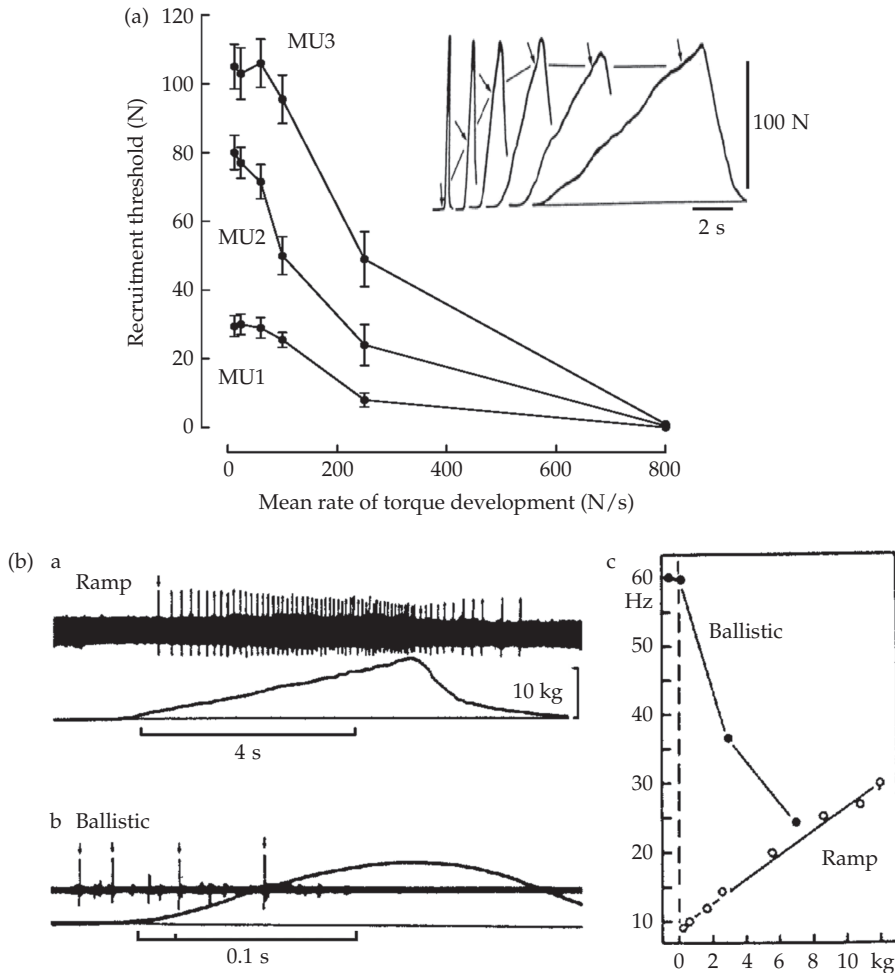 (a)
Recruitment threshold (N)
120
100
80
60
40
20
0
MU3
MU2
MU1
0
200
400
600
800
Mean rate of torque development (N/s)
100 N
2 s
(b)
a
Ramp
10 kg
4 s
b
Ballistic
0.1 s
c
60
Hz
50
40
30
20
10
Ballistic
Ramp
0
2
4
6
8
10
kg